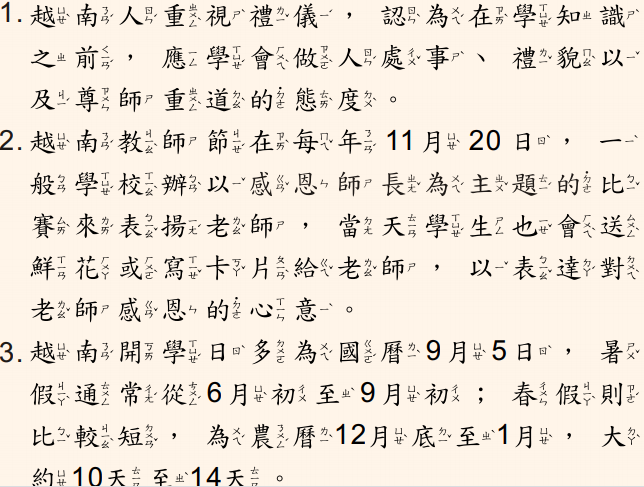 1. 越南人重視禮儀，認為在學知識
之前，應學會做人處事、禮貌以
及尊師重道的態度。
2. 越南教師節在每年11月20日，一
般學校辦以感恩師長為主題的比
賽來表揚老師，當天學生也會送
鮮花或寫卡片給老師，以表達對
老師感恩的心意。
3. 越南開學日多為國曆9月5日，暑
假通常從6月初至9月初；春假則
比較短，為農曆12月底至1月，大
約10天至14天。